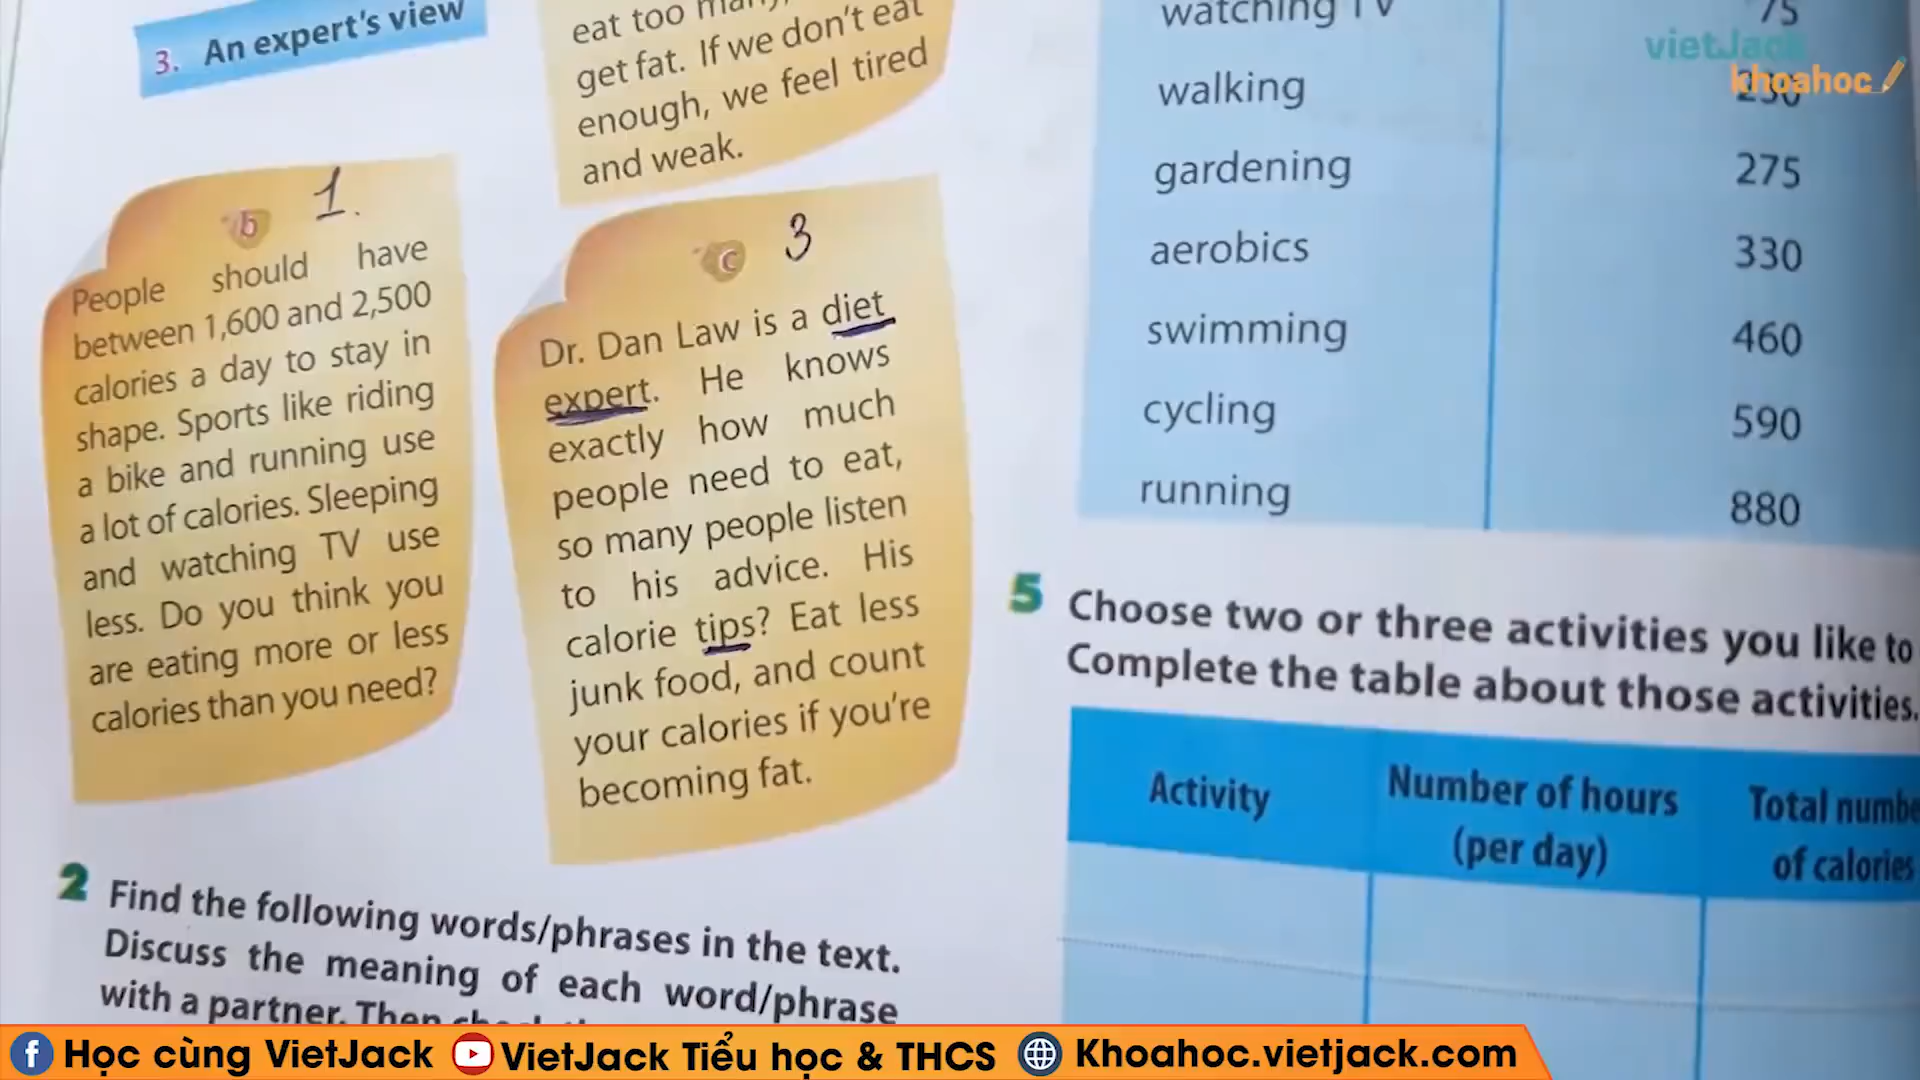 3. An expert's view
eat too many,
get fat. If we don't eat
enough, we feel tired
and weak.
b 1.
People should have
between 1,600 and 2,500
calories a day to stay in
shape. Sports like riding
a bike and running use
a lot of calories. Sleeping
and watching TV use
less. Do you think you
are eating more or less
calories than you need?
c 3
Dr. Dan Law is a diet
expert. He knows
exactly how much
people need to eat,
so many people listen
to his advice. His
calorie tips? Eat less
junk food, and count
your calories if you're
becoming fat.
2 Find the following words/phrases in the text.
Discuss the meaning of each word/phrase
with a partner. Then
watching TV 75
walking
gardening 275
aerobics 330
swimming 460
cycling 590
running 880
5 Choose two or three activities you like to
Complete the table about those activities.
Activity
Number of hours
(per day)
Total numbe
of calories
vietJack
khoahoc
Học cùng VietJack
VietJack Tiểu học & THCS
Khoahoc.vietjack.com